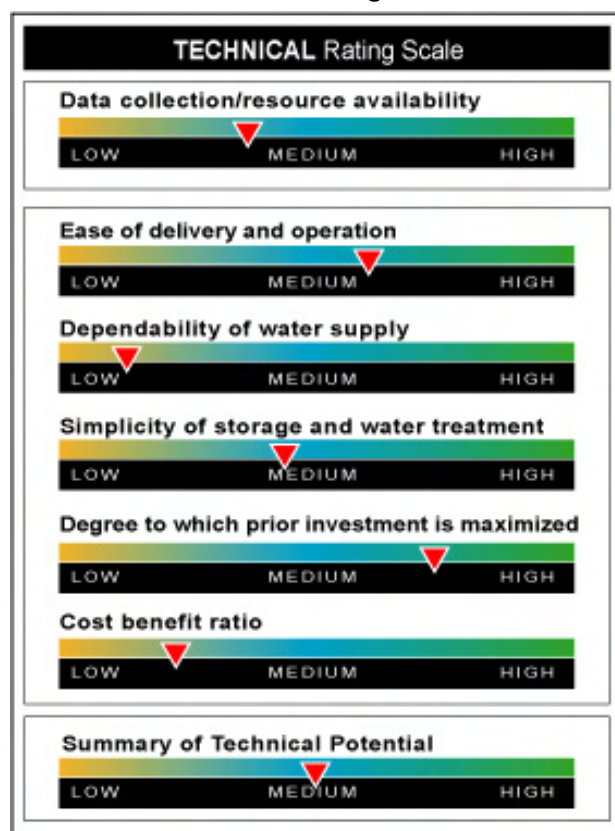 TECHNICAL Rating Scale
Data collection/resource availability
LOW MEDIUM HIGH
Ease of delivery and operation
LOW MEDIUM HIGH
Dependability of water supply
LOW MEDIUM HIGH
Simplicity of storage and water treatment
LOW MEDIUM HIGH
Degree to which prior investment is maximized
LOW MEDIUM HIGH
Cost benefit ratio
LOW MEDIUM HIGH
Summary of Technical Potential
LOW MEDIUM HIGH